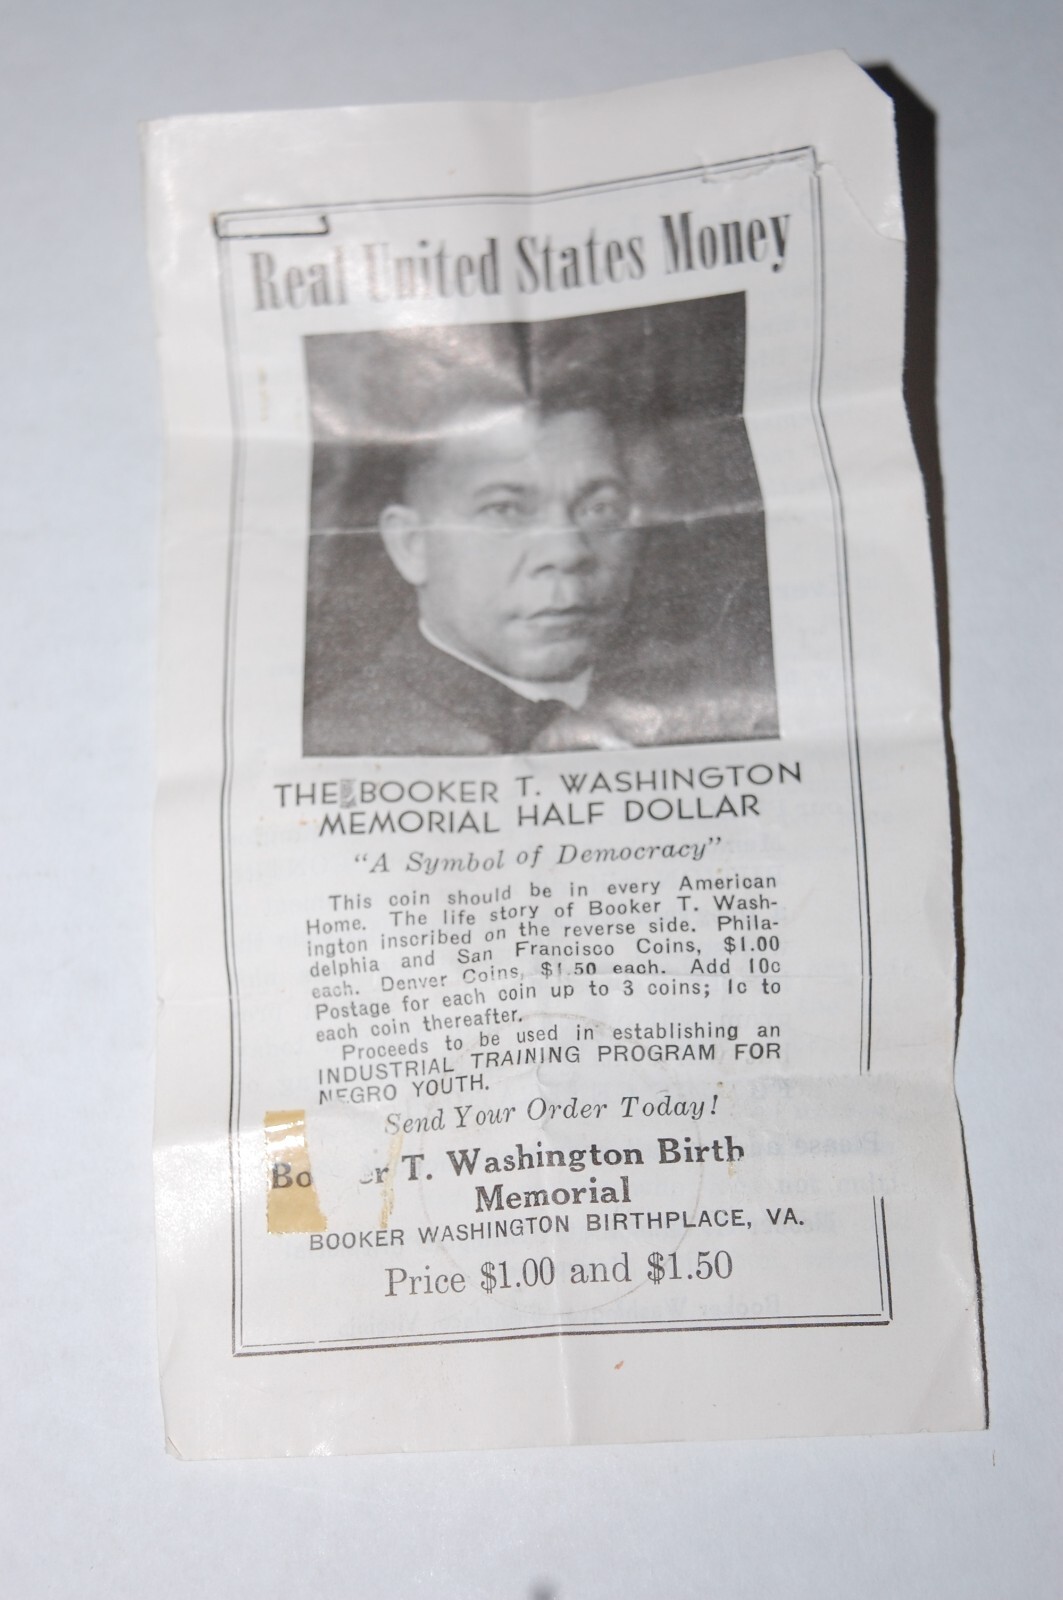 Real United States Money
THE BOOKER T. WASHINGTON
MEMORIAL HALF DOLLAR
"A Symbol of Democracy"
This coin should be in every American
Home. The life story of Booker T. Wash-
ington inscribed on the reverse side. Phila-
delphia and San Francisco Coins, $1.00
each. Denver Coins, $1.50 each. Add 10c
Postage for each coin up to 3 coins; 1c to
each coin thereafter.
Proceeds to be used in establishing an
INDUSTRIAL TRAINING PROGRAM FOR
NEGRO YOUTH.
Send Your Order Today!
Bo er T. Washington Birth
Memorial
BOOKER WASHINGTON BIRTHPLACE, VA.
Price $1.00 and $1.50